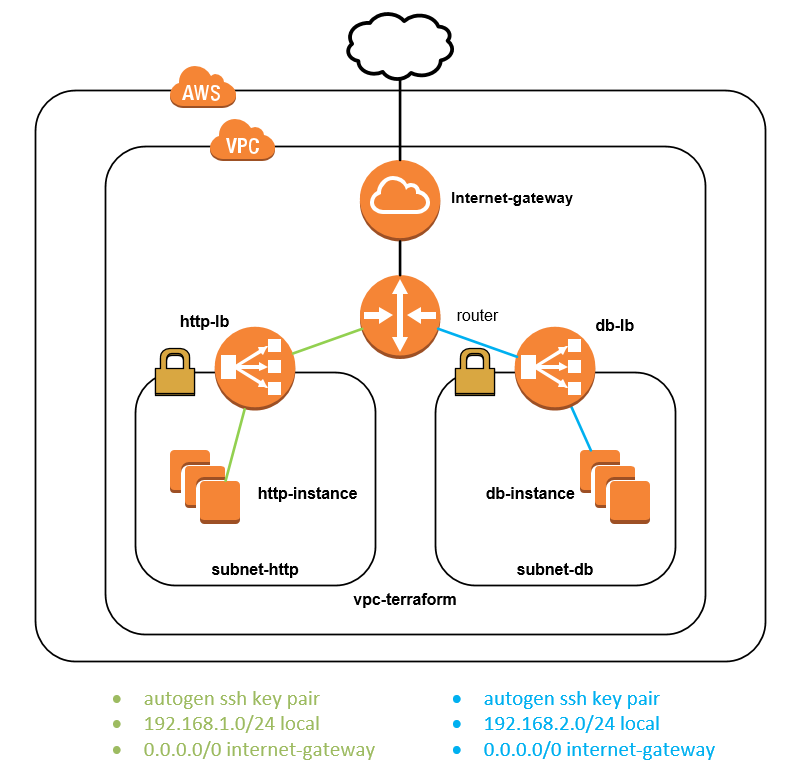 AWS
VPC
Internet-gateway
router
http-lb
db-lb
http-instance
db-instance
subnet-http
subnet-db
vpc-terraform
• autogen ssh key pair
• 192.168.1.0/24 local
• 0.0.0.0/0 internet-gateway
• autogen ssh key pair
• 192.168.2.0/24 local
• 0.0.0.0/0 internet-gateway